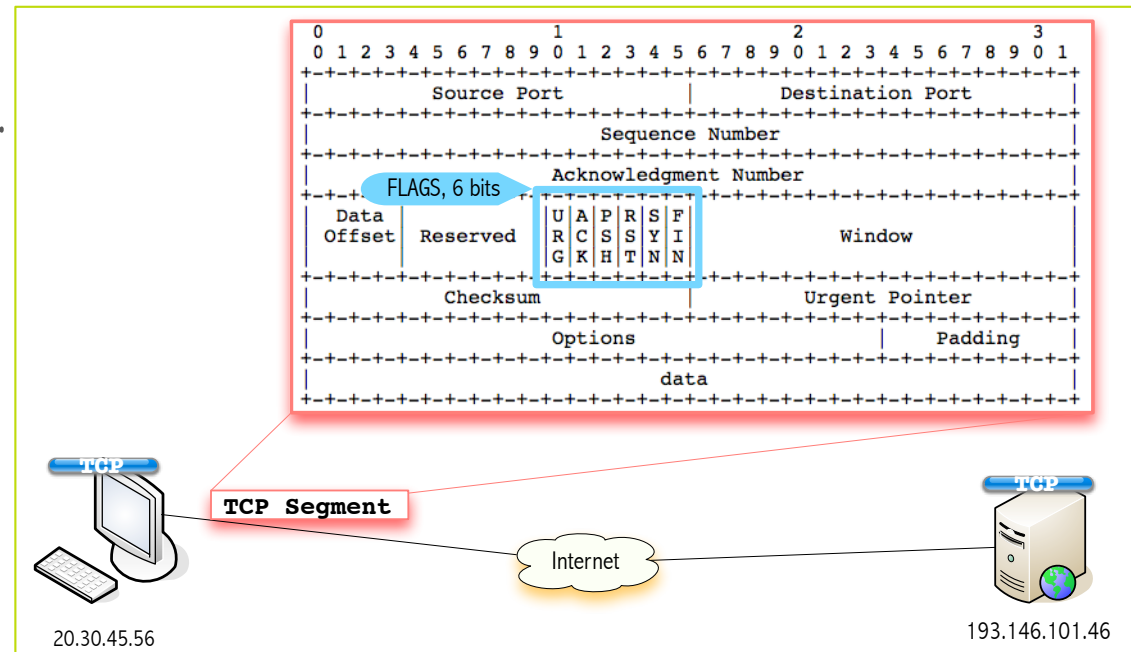 0                   1                   2                   3
0 1 2 3 4 5 6 7 8 9 0 1 2 3 4 5 6 7 8 9 0 1 2 3 4 5 6 7 8 9 0 1
+-+-+-+-+-+-+-+-+-+-+-+-+-+-+-+-+-+-+-+-+-+-+-+-+-+-+-+-+-+-+-+-+
| Source Port | Destination Port |
+-+-+-+-+-+-+-+-+-+-+-+-+-+-+-+-+-+-+-+-+-+-+-+-+-+-+-+-+-+-+-+-+
| Sequence Number |
+-+-+-+-+-+-+-+-+-+-+-+-+-+-+-+-+-+-+-+-+-+-+-+-+-+-+-+-+-+-+-+-+
| Acknowledgment Number |
FLAGS, 6 bits
| Data | |U|A|P|R|S|F| |
| Offset| Reserved |R|C|S|S|Y|I| Window |
| | |G|K|H|T|N|N| |
+-+-+-+-+-+-+-+-+-+-+-+-+-+-+-+-+-+-+-+-+-+-+-+-+-+-+-+-+-+-+-+-+
| Checksum | Urgent Pointer |
+-+-+-+-+-+-+-+-+-+-+-+-+-+-+-+-+-+-+-+-+-+-+-+-+-+-+-+-+-+-+-+-+
| Options | Padding |
+-+-+-+-+-+-+-+-+-+-+-+-+-+-+-+-+-+-+-+-+-+-+-+-+-+-+-+-+-+-+-+-+
| data |
+-+-+-+-+-+-+-+-+-+-+-+-+-+-+-+-+-+-+-+-+-+-+-+-+-+-+-+-+-+-+-+-+
TCP
TCP
TCP Segment
Internet
20.30.45.56
193.146.101.46